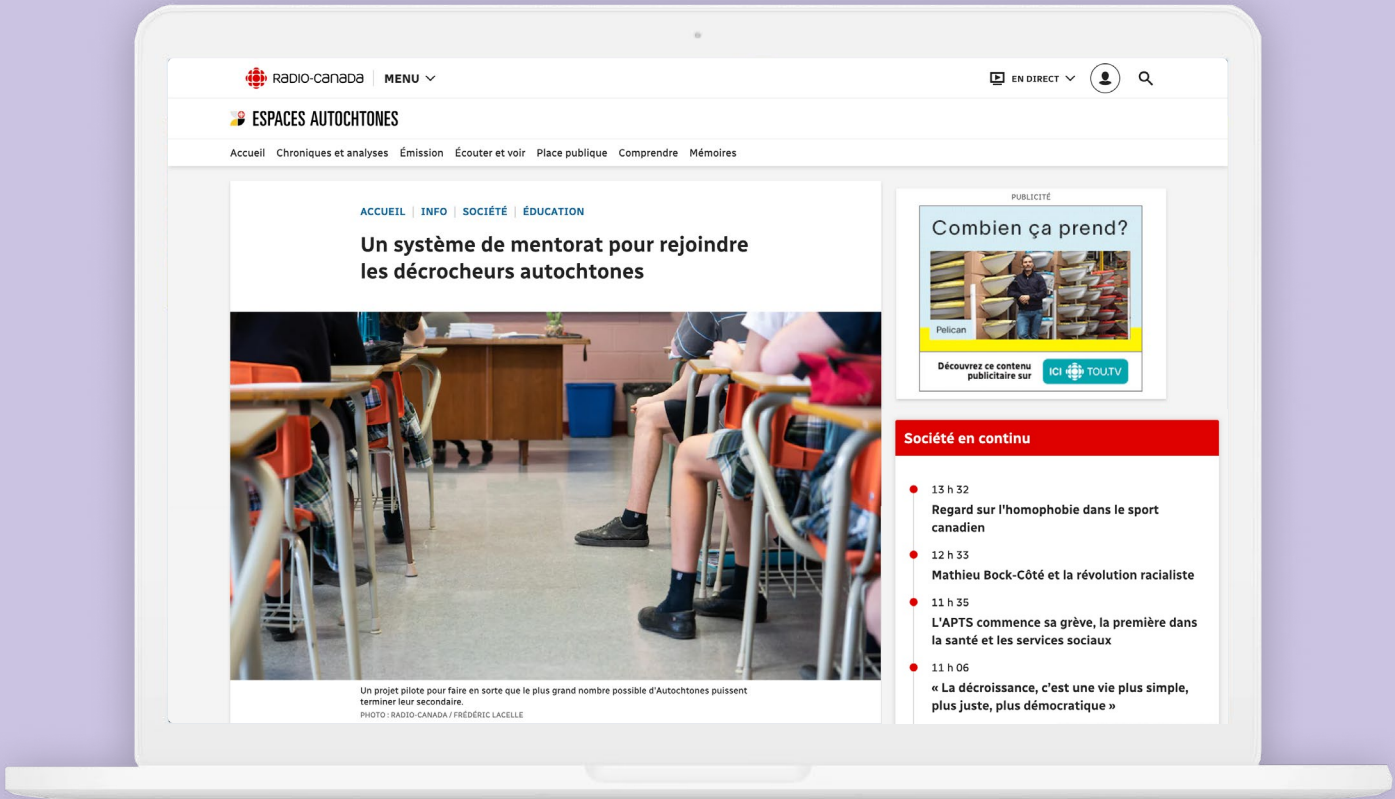 RADIO-CANADA MENU
EN DIRECT
ESPACES AUTOCHTONES
Accueil Chroniques et analyses Émission Écouter et voir Place publique Comprendre Mémoires
ACCUEIL | INFO | SOCIÉTÉ | ÉDUCATION
Un système de mentorat pour rejoindre
les décrocheurs autochtones
Un projet pilote pour faire en sorte que le plus grand nombre possible d'Autochtones puissent
terminer leur secondaire.
PHOTO : RADIO-CANADA / FRÉDÉRIC LACELLE
PUBLICITÉ
Combien ça prend?
Pelican
Découvrez ce contenu
publicitaire sur
ICI TOU.TV
Société en continu
13 h 32
Regard sur l'homophobie dans le sport
canadien
12 h 33
Mathieu Bock-Côté et la révolution racialiste
11 h 35
L'APTS commence sa grève, la première dans
la santé et les services sociaux
11 h 06
« La décroissance, c'est une vie plus simple,
plus juste, plus démocratique »